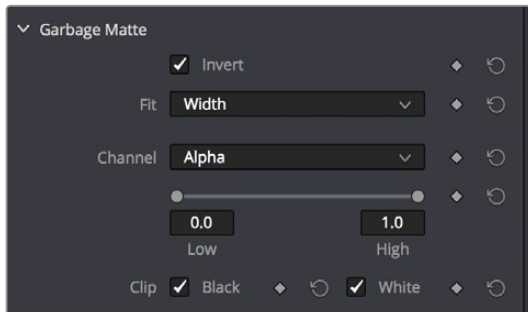 Garbage Matte
Invert
Fit Width
Channel Alpha
0.0 1.0
Low High
Clip Black White